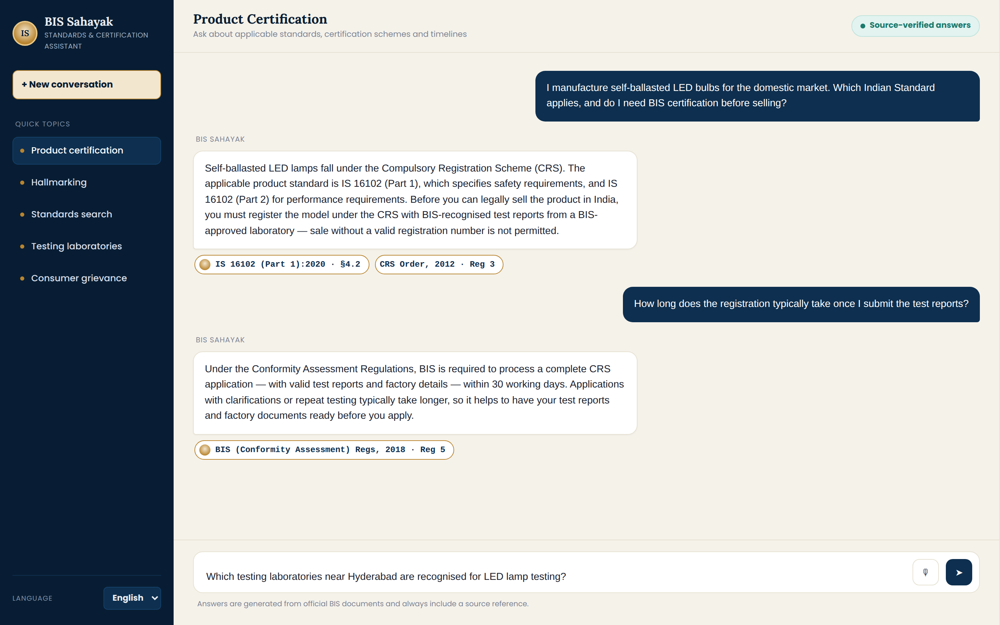 IS
BIS Sahayak
STANDARDS & CERTIFICATION
ASSISTANT
+ New conversation
QUICK TOPICS
Product certification
Hallmarking
Standards search
Testing laboratories
Consumer grievance
LANGUAGE
English
Product Certification
Ask about applicable standards, certification schemes and timelines
Source-verified answers
I manufacture self-ballasted LED bulbs for the domestic market. Which Indian Standard
applies, and do I need BIS certification before selling?
BIS SAHAYAK
Self-ballasted LED lamps fall under the Compulsory Registration Scheme (CRS). The
applicable product standard is IS 16102 (Part 1), which specifies safety requirements, and IS
16102 (Part 2) for performance requirements. Before you can legally sell the product in India,
you must register the model under the CRS with BIS-recognised test reports from a BIS-
approved laboratory — sale without a valid registration number is not permitted.
IS 16102 (Part 1):2020 · §4.2
CRS Order, 2012 · Reg 3
How long does the registration typically take once I submit the test reports?
BIS SAHAYAK
Under the Conformity Assessment Regulations, BIS is required to process a complete CRS
application — with valid test reports and factory details — within 30 working days. Applications
with clarifications or repeat testing typically take longer, so it helps to have your test reports
and factory documents ready before you apply.
BIS (Conformity Assessment) Regs, 2018 · Reg 5
Which testing laboratories near Hyderabad are recognised for LED lamp testing?
Answers are generated from official BIS documents and always include a source reference.